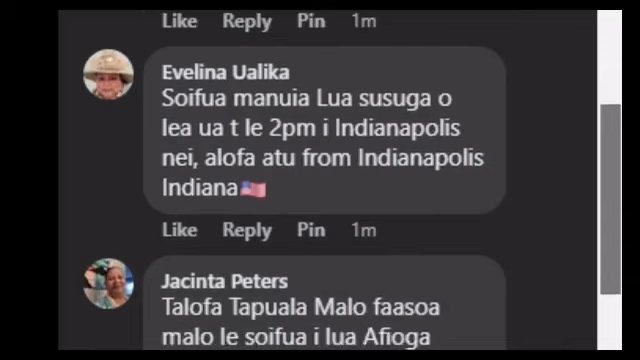 Like Reply Pin 1m
Evelina Ualika
Soifua manuia Lua susuga o
lea ua t le 2pm i Indianapolis
nei, alofa atu from Indianapolis
Indiana🇺🇸
Like Reply Pin 1m
Jacinta Peters
Talofa Tapuala Malo faasoa
malo le soifua i lua Afioga